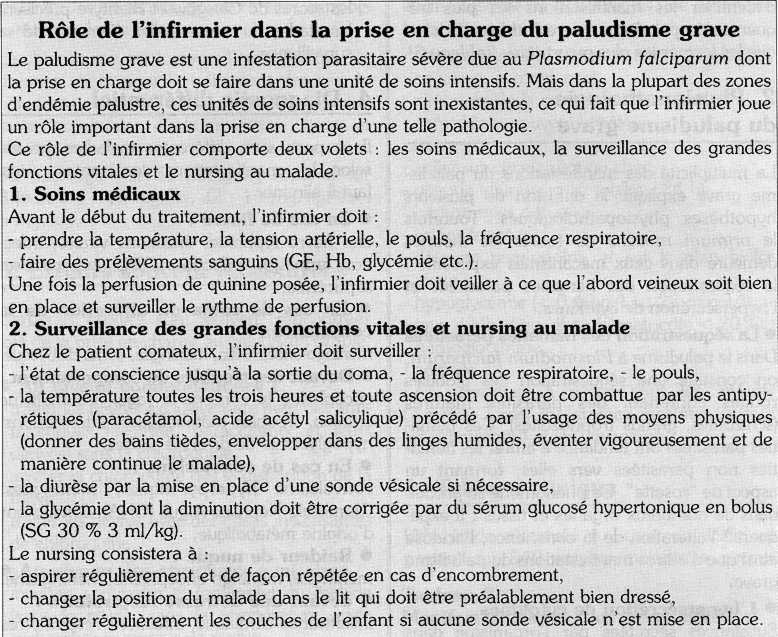 Rôle de l'infirmier dans la prise en charge du paludisme grave
Le paludisme grave est une infestation parasitaire sévère due au Plasmodium falciparum dont
la prise en charge doit se faire dans une unité de soins intensifs. Mais dans la plupart des zones
d'endémie palustre, ces unités de soins intensifs sont inexistantes, ce qui fait que l'infirmier joue
un rôle important dans la prise en charge d'une telle pathologie.
Ce rôle de l'infirmier comporte deux volets : les soins médicaux, la surveillance des grandes
fonctions vitales et le nursing au malade.
1. Soins médicaux
Avant le début du traitement, l'infirmier doit :
- prendre la température, la tension artérielle, le pouls, la fréquence respiratoire,
- faire des prélèvements sanguins (GE, Hb, glycémie etc.).
Une fois la perfusion de quinine posée, l'infirmier doit veiller à ce que l'abord veineux soit bien
en place et surveiller le rythme de perfusion.
2. Surveillance des grandes fonctions vitales et nursing au malade
Chez le patien comateux, l'infirmier doit surveiller :
- l'état de conscience jusqu'à la sortie du coma, - la fréquence respiratoire, - le pouls,
- la température toutes les trois heures et toute ascension doit être combattue par les antipy-
rétiques (paracétamol, acide acétyl salicylique) précédé par l'usage des moyens physiques
(donner des bains tièdes, envelopper dans des linges humides, éventer vigoureusement et de
manière continue le malade),
- la diurèse par la mise en place d'une sonde vésicale si nécessaire,
- la glycémie dont la diminution doit être corrigée par du sérum glucosé hypertonique en bolus
(SG 30 % 3 ml/kg).
Le nursing consistera à :
- aspirer régulièrement et de façon répétée en cas d'encombrement,
- changer la position du malade dans le lit qui doit être préalablement bien dressé,
- changer régulièrement les couches de l'enfant si aucune sonde vésicale n'est mise en place.